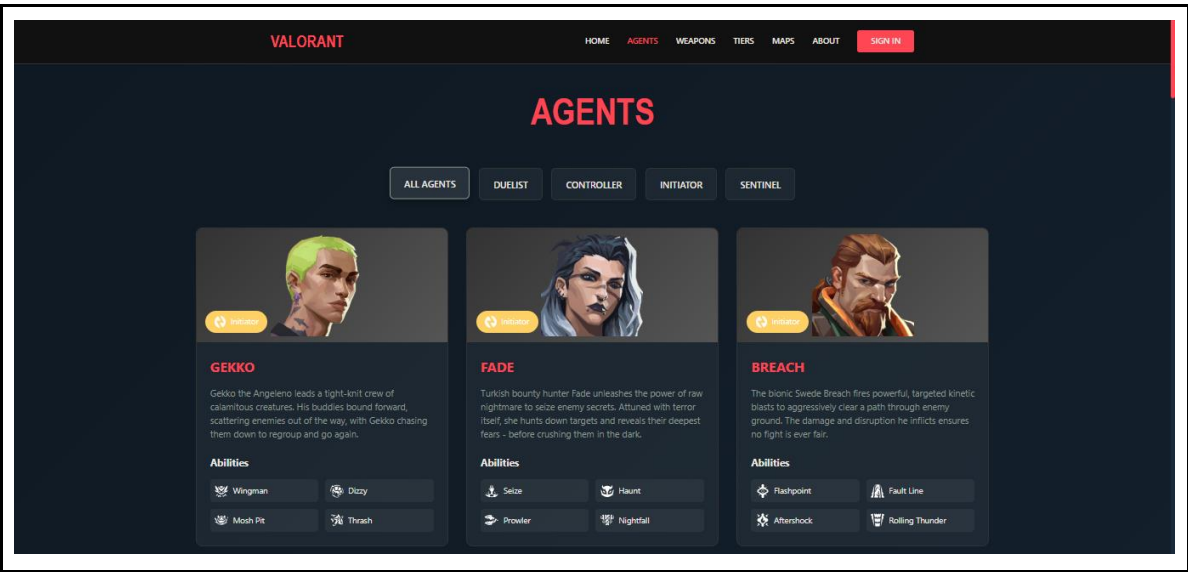 VALORANT
HOME AGENTS WEAPONS TIERS MAPS ABOUT SIGN IN
AGENTS
ALL AGENTS DUELIST CONTROLLER INITIATOR SENTINEL
Initiator
GEKKO
Gekko the Angeleno leads a tight-knit crew of
calamitous creatures. His buddies bound forward,
scattering enemies out of the way, with Gekko chasing
them down to regroup and go again.
Abilities
Wingman Dizzy
Mosh Pit Thrash
Initiator
FADE
Turkish bounty hunter Fade unleashes the power of raw
nightmare to seize enemy secrets. Attuned with terror
itself, she hunts down targets and reveals their deepest
fears - before crushing them in the dark.
Abilities
Seize Haunt
Prowler Nightfall
Initiator
BREACH
The bionic Swede Breach fires powerful, targeted kinetic
blasts to aggressively clear a path through enemy
ground. The damage and disruption he inflicts ensures
no fight is ever fair.
Abilities
Flashpoint Fault Line
Aftershock Rolling Thunder